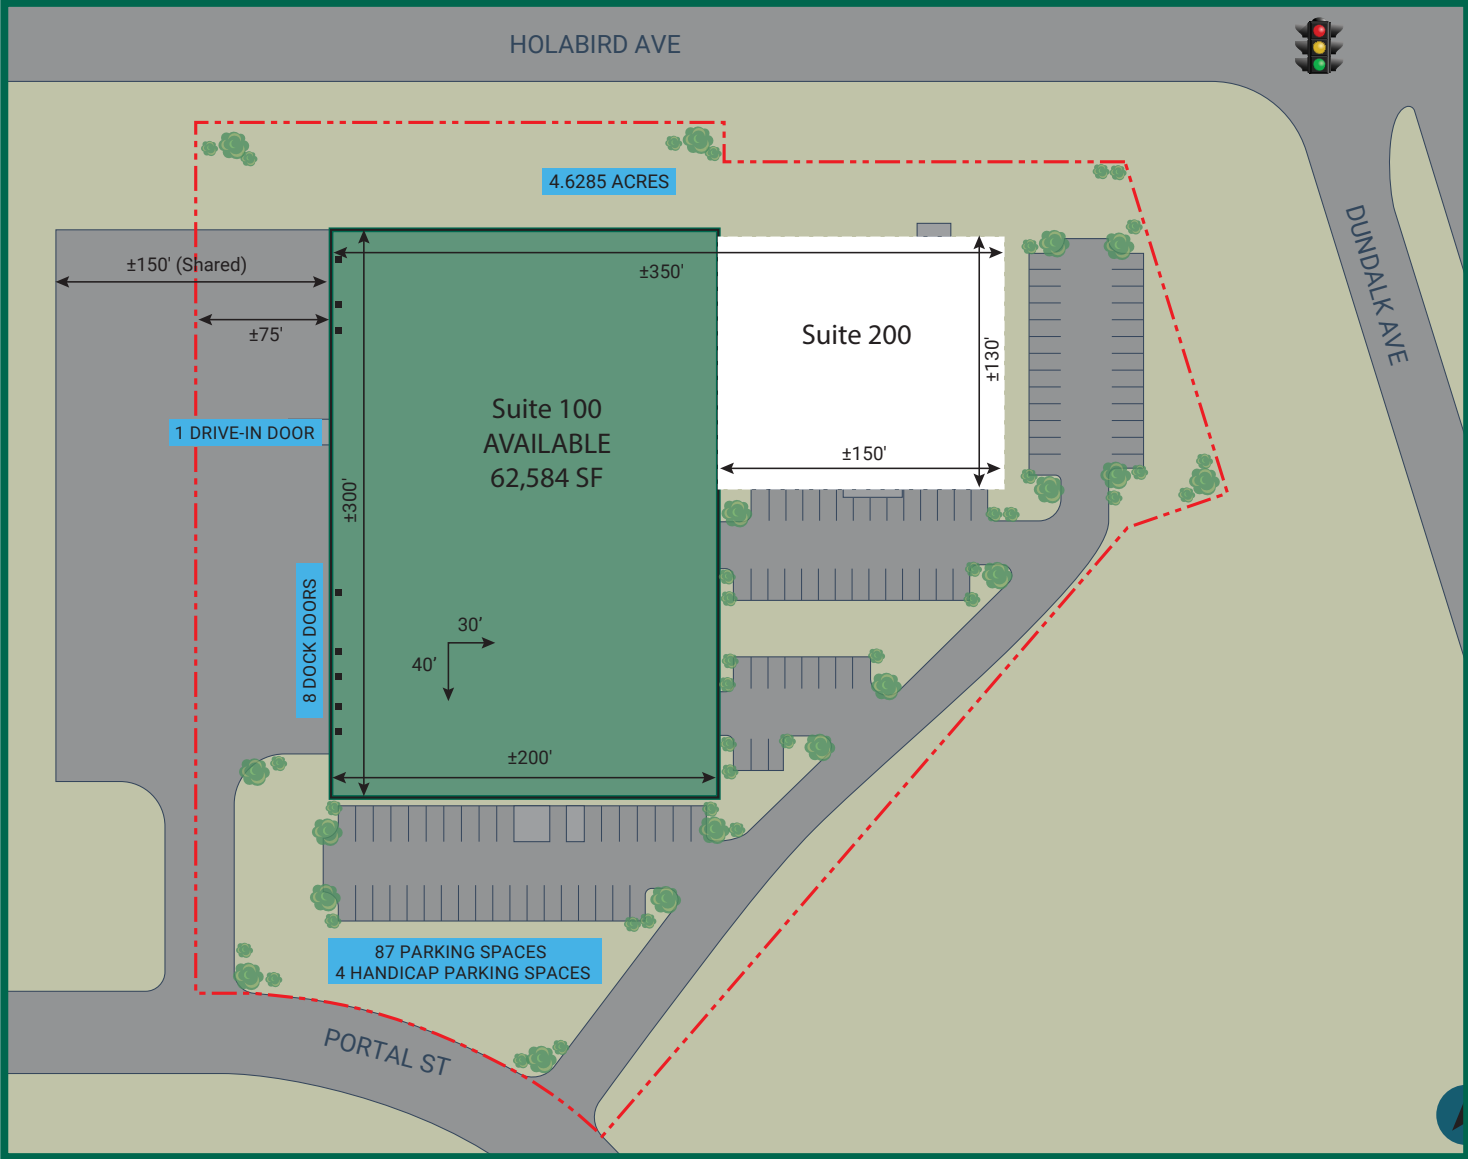 HOLABIRD AVE
4.6285 ACRES
DUNDALK AVE
±150' (Shared)
±350'
±75'
Suite 200
±130'
Suite 100
AVAILABLE
62,584 SF
1 DRIVE-IN DOOR
±150'
±300'
8 DOCK DOORS
30’
40’
±200'
87 PARKING SPACES
4 HANDICAP PARKING SPACES
PORTAL ST